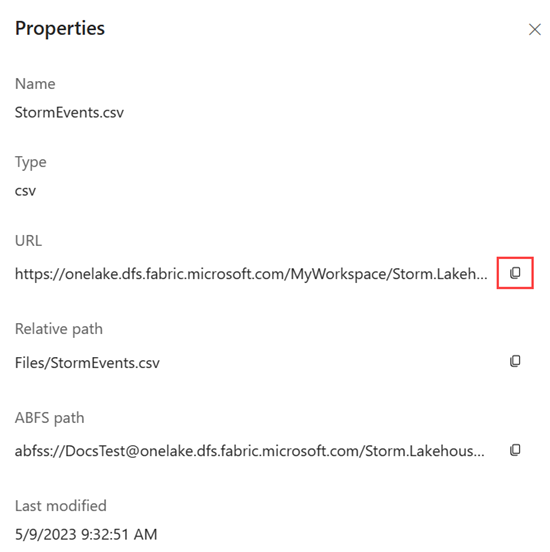 Properties
Name
StormEvents.csv
Type
csv
URL
https://onelake.dfs.fabric.microsoft.com/MyWorkspace/Storm.Lakeh...
Relative path
Files/StormEvents.csv
ABFS path
abfss://DocsTest@onelake.dfs.fabric.microsoft.com/Storm.Lakehous...
Last modified
5/9/2023 9:32:51 AM